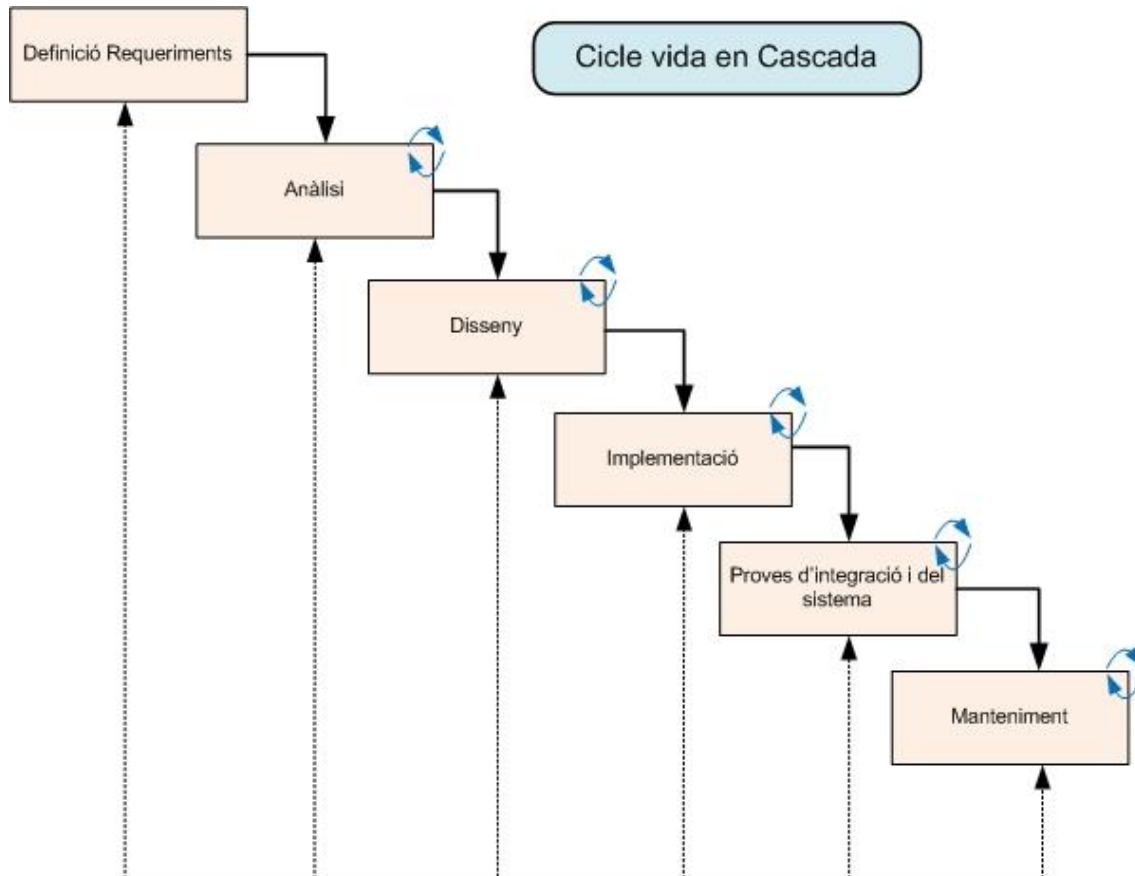 Definició Requeriments
Cicle vida en Cascada
Anàlisi
Disseny
Implementació
Proves d'integració i del
sistema
Manteniment